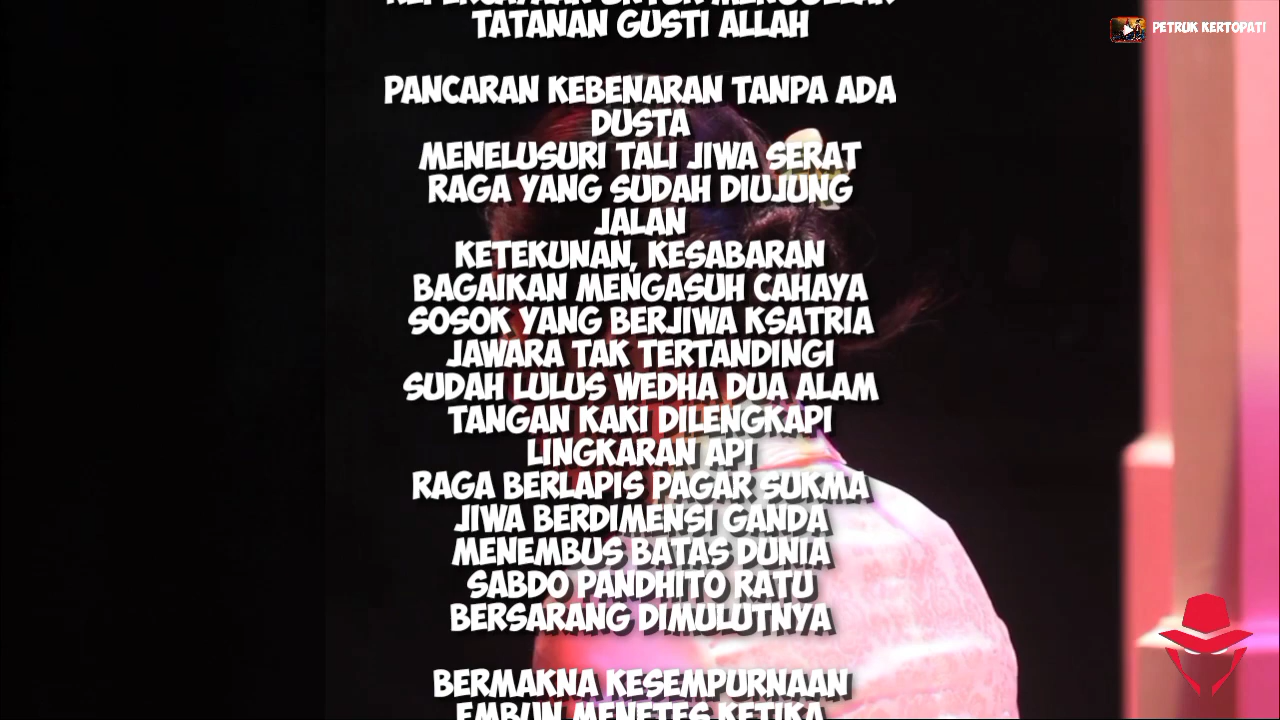 TATANAN GUSTI ALLAH
PANCARAN KEBENARAN TANPA ADA
DUSTA
MENELUSURI TALI JIWA SERAT
RAGA YANG SUDAH DIUJUNG
JALAN
KETEKUNAN, KESABARAN
BAGAIKAN MENGASUH CAHAYA
SOSOK YANG BERJIWA KSATRIA
JAWARA TAK TERTANDINGI
SUDAH LULUS WEDHA DUA ALAM
TANGAN KAKI DILENGKAPI
LINGKARAN API
RAGA BERLAPIS PAGAR SUKMA
JIWA BERDIMENSI GANDA
MENEMBUS BATAS DUNIA
SABDO PANDHITO RATU
BERSARANG DIMULUTNYA
BERMAKNA KESEMPURNAAN
EMBUN MENETES KETIKA
PETRUK KERTOPATI